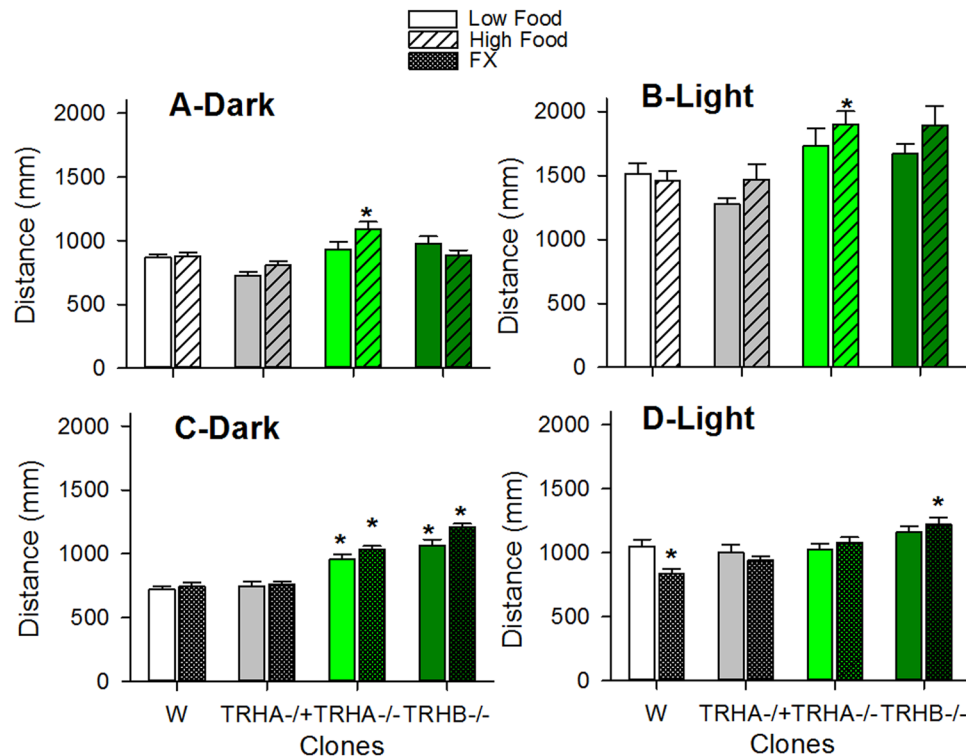 Low Food
High Food
FX
A-Dark
B-Light
Distance (mm)
2000
1500
1000
500
0
Distance (mm)
2000
1500
1000
500
0
*
*
C-Dark
D-Light
Distance (mm)
2000
1500
1000
500
0
Distance (mm)
2000
1500
1000
500
0
* * * *
* *
W TRHA-/+ TRHA-/- TRHB-/-
Clones
W TRHA-/+ TRHA-/- TRHB-/-
Clones